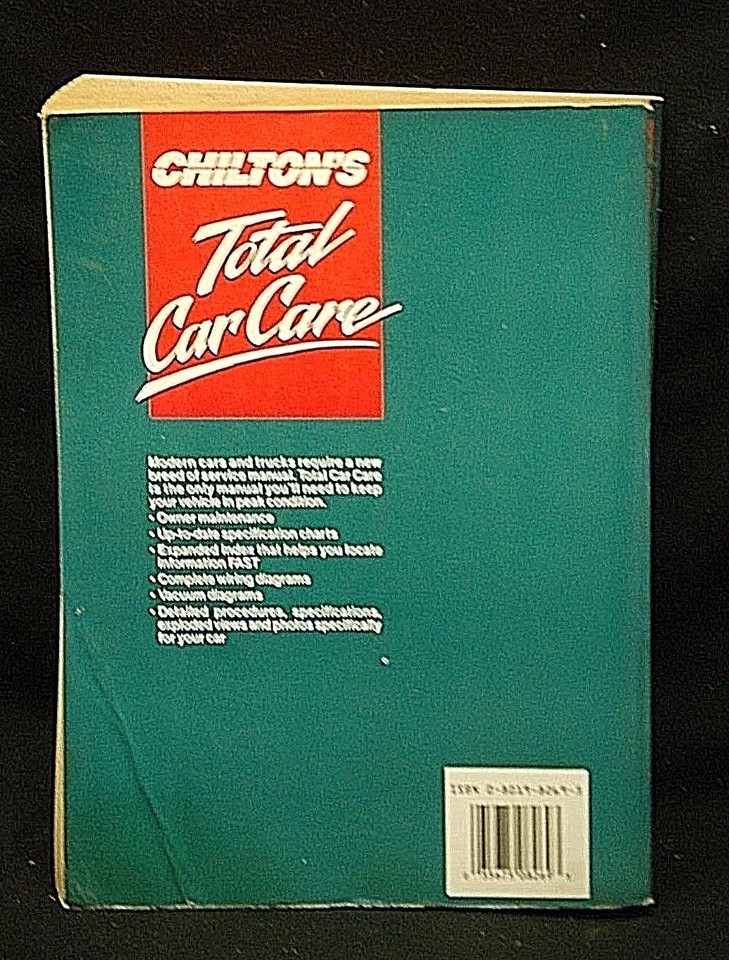 CHILTON'S
Total
Car Care
Modern cars and trucks require a new
breed of service manual. Total Car Care
is the only manual you'll need to keep
your vehicle in peak condition.
• Owner maintenance
• Up-to-date specification charts
• Expanded index that helps you locate
information FAST
• Complete wiring diagrams
• Vacuum diagrams
• Detailed procedures, specifications,
exploded views and photos specifically
for your car
ISBN